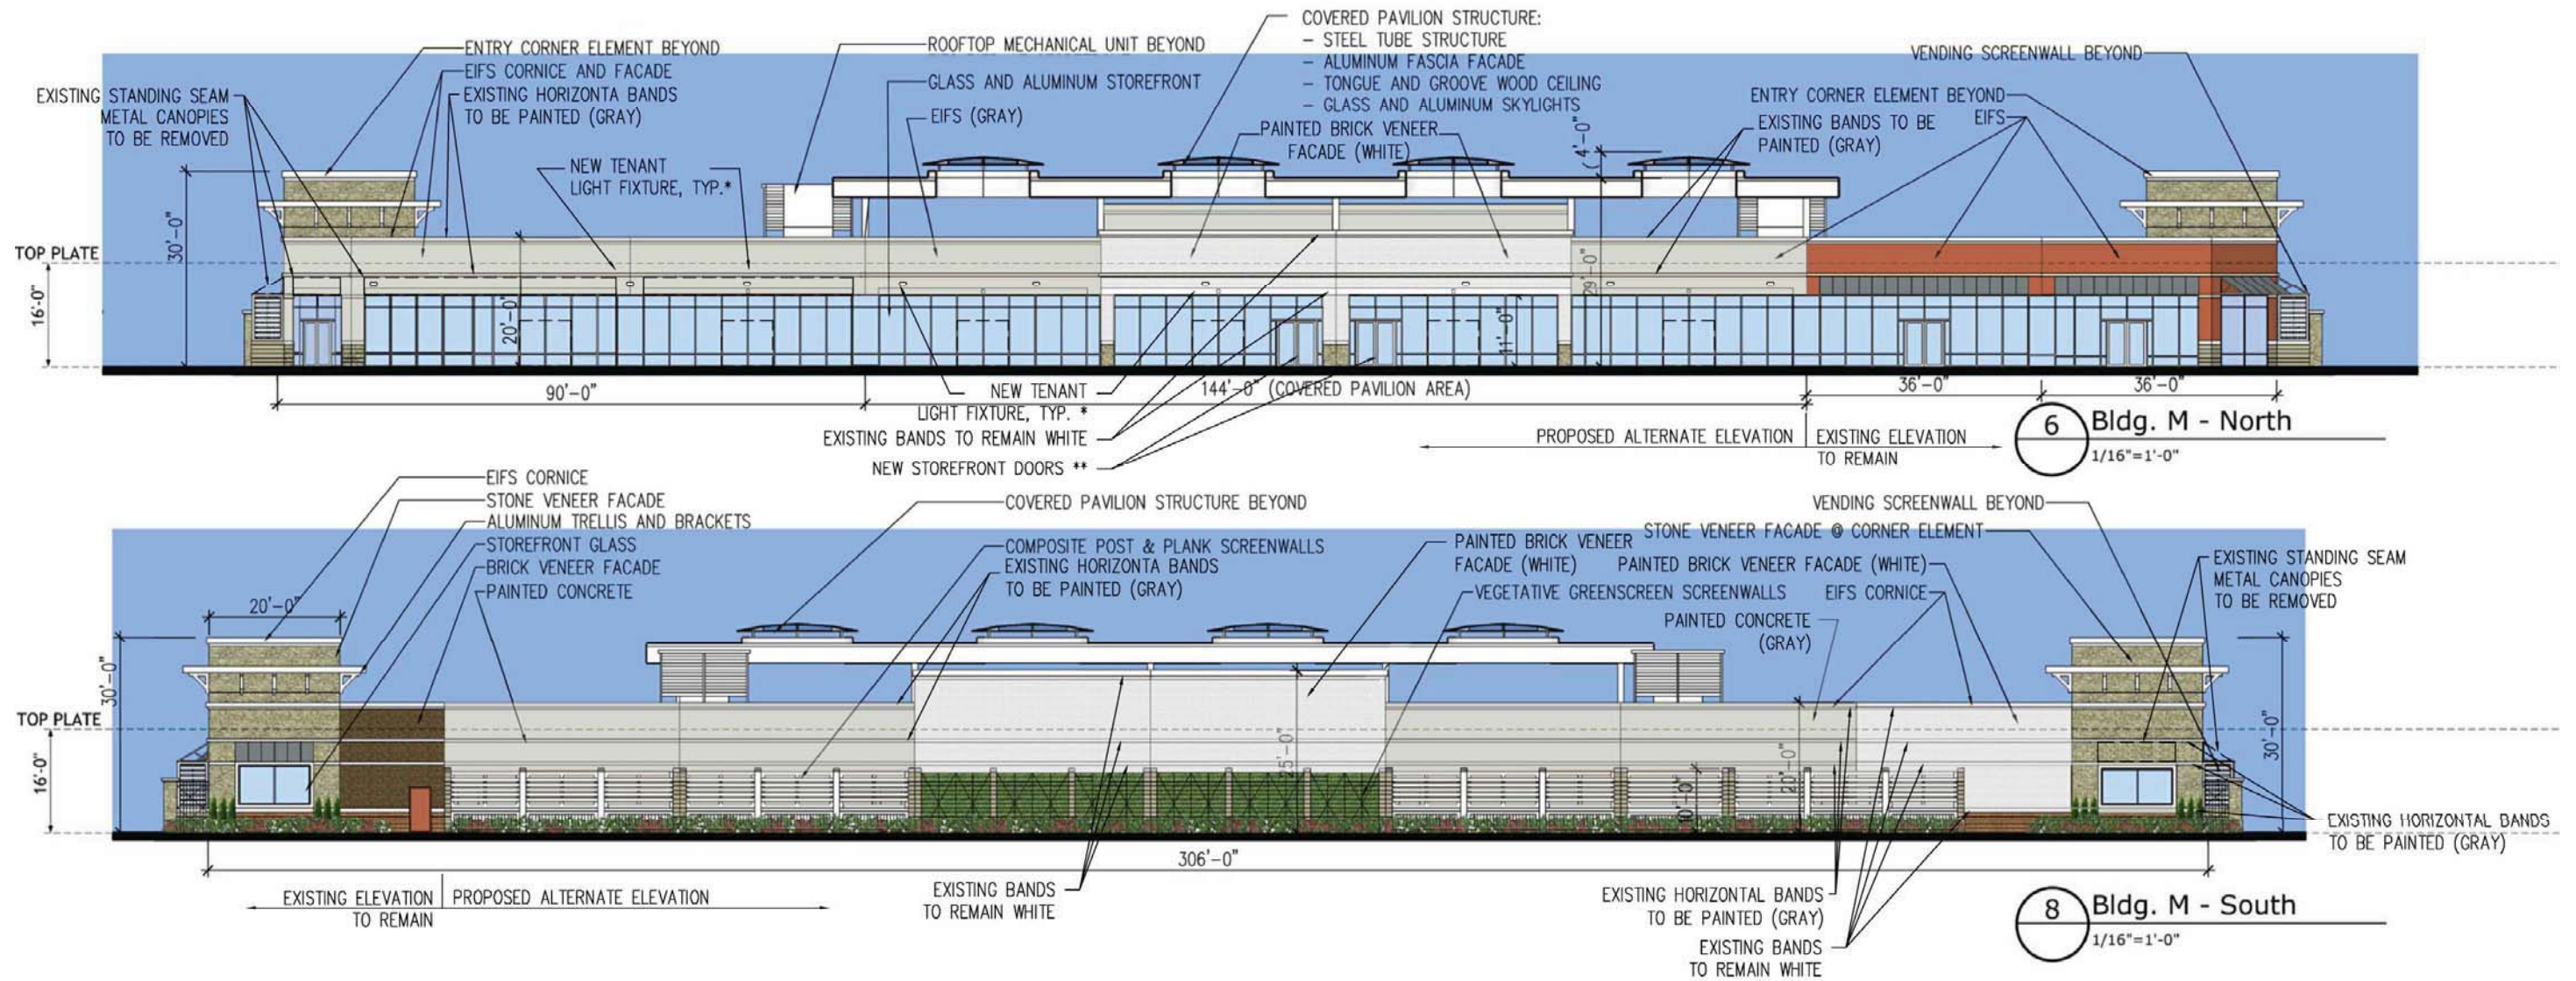 COVERED PAVILION STRUCTURE:
- STEEL TUBE STRUCTURE
- ALUMINUM FASCIA FACADE
- TONGUE AND GROOVE WOOD CEILING
- GLASS AND ALUMINUM SKYLIGHTS
ENTRY CORNER ELEMENT BEYOND
EIFS CORNICE AND FACADE
EXISTING HORIZONTA BANDS
TO BE PAINTED (GRAY)
EXISTING STANDING SEAM
METAL CANOPIES
TO BE REMOVED
ROOFTOP MECHANICAL UNIT BEYOND
GLASS AND ALUMINUM STOREFRONT
EIFS (GRAY)
NEW TENANT
LIGHT FIXTURE, TYP.*
PAINTED BRICK VENEER
FACADE (WHITE)
VENDING SCREENWALL BEYOND
ENTRY CORNER ELEMENT BEYOND
EIFS
EXISTING BANDS TO BE
PAINTED (GRAY)
4'-0"
30'-0"
TOP PLATE
16'-0"
20'-0"
29'-0"
11'-0"
90'-0"
NEW TENANT
LIGHT FIXTURE, TYP. *
144'-0" (COVERED PAVILION AREA)
36'-0"
36'-0"
EXISTING BANDS TO REMAIN WHITE
NEW STOREFRONT DOORS **
PROPOSED ALTERNATE ELEVATION
EXISTING ELEVATION
TO REMAIN
6
Bldg. M - North
1/16"=1'-0"
EIFS CORNICE
STONE VENEER FACADE
ALUMINUM TRELLIS AND BRACKETS
STOREFRONT GLASS
BRICK VENEER FACADE
PAINTED CONCRETE
COVERED PAVILION STRUCTURE BEYOND
COMPOSITE POST & PLANK SCREENWALLS
EXISTING HORIZONTA BANDS
TO BE PAINTED (GRAY)
VENDING SCREENWALL BEYOND
STONE VENEER FACADE @ CORNER ELEMENT
PAINTED BRICK VENEER
FACADE (WHITE)
PAINTED BRICK VENEER FACADE (WHITE)
VEGETATIVE GREENSCREEN SCREENWALLS
EIFS CORNICE
PAINTED CONCRETE
(GRAY)
EXISTING STANDING SEAM
METAL CANOPIES
TO BE REMOVED
20'-0"
30'-0"
TOP PLATE
16'-0"
25'-0"
10'-0"
20'-0"
30'-0"
EXISTING HORIZONTAL BANDS
TO BE PAINTED (GRAY)
306'-0"
EXISTING ELEVATION
TO REMAIN
PROPOSED ALTERNATE ELEVATION
EXISTING BANDS
TO REMAIN WHITE
EXISTING HORIZONTAL BANDS
TO BE PAINTED (GRAY)
EXISTING BANDS
TO REMAIN WHITE
8
Bldg. M - South
1/16"=1'-0"